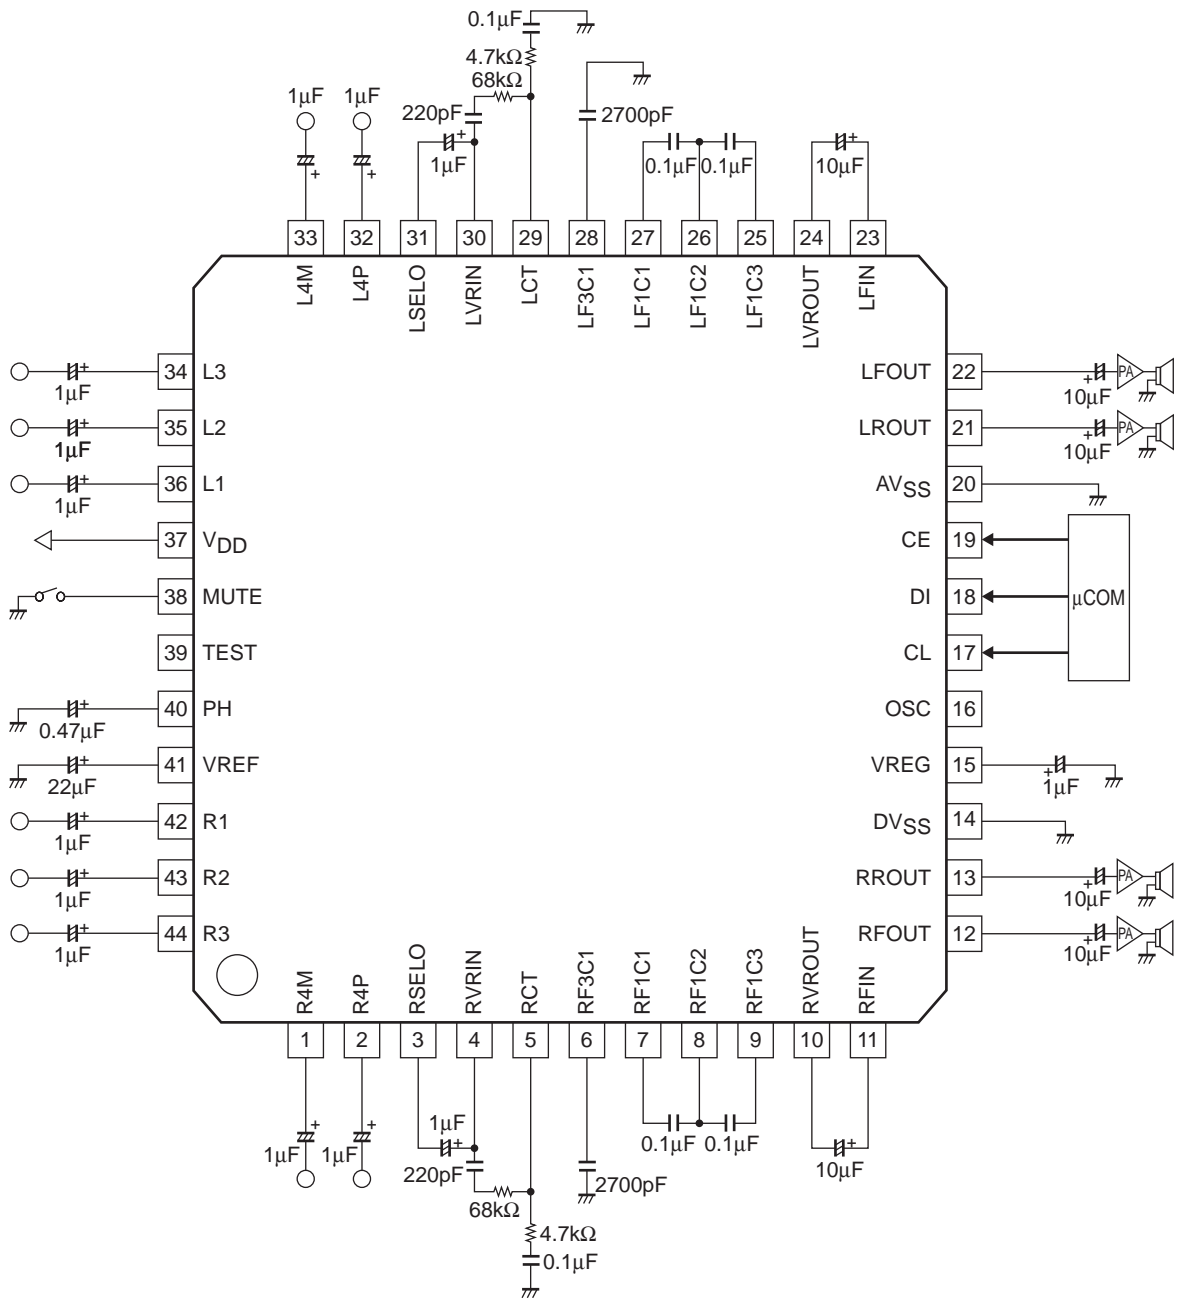 0.1μF
4.7kΩ
68kΩ
1μF
1μF
220pF
2700pF
1μF
0.1μF
0.1μF
10μF
33
32
31
30
29
28
27
26
25
24
23
L4M
L4P
LSELO
LVRIN
LCT
LF3C1
LF1C1
LF1C2
LF1C3
LVROUT
LFIN
34 L3
1μF
35 L2
1μF
36 L1
1μF
37 VDD
38 MUTE
39 TEST
40 PH
0.47μF
41 VREF
22μF
42 R1
1μF
43 R2
1μF
44 R3
1μF
LFOUT 22
10μF
PA
LROUT 21
10μF
PA
AVSS 20
CE 19
DI 18
μCOM
CL 17
OSC 16
VREG 15
1μF
DVSS 14
RROUT 13
10μF
PA
RFOUT 12
10μF
PA
R4M
R4P
RSELO
RVRIN
RCT
RF3C1
RF1C1
RF1C2
RF1C3
RVROUT
RFIN
1
2
3
4
5
6
7
8
9
10
11
1μF
1μF
1μF
220pF
68kΩ
4.7kΩ
0.1μF
2700pF
0.1μF
0.1μF
10μF